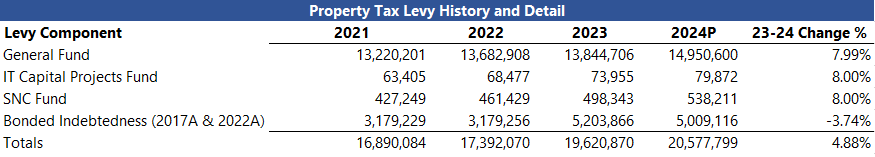 Property Tax Levy History and Detail
Levy Component 2021 2022 2023 2024P 23-24 Change %
General Fund 13,220,201 13,682,908 13,844,706 14,950,600 7.99%
IT Capital Projects Fund 63,405 68,477 73,955 79,872 8.00%
SNC Fund 427,249 461,429 498,343 538,211 8.00%
Bonded Indebtedness (2017A & 2022A) 3,179,229 3,179,256 5,203,866 5,009,116 -3.74%
Totals 16,890,084 17,392,070 19,620,870 20,577,799 4.88%